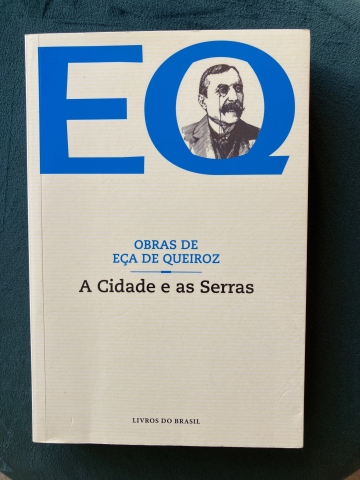 EQ
OBRAS DE
EÇA DE QUEIROZ
A Cidade e as Serras
LIVROS DO BRASIL